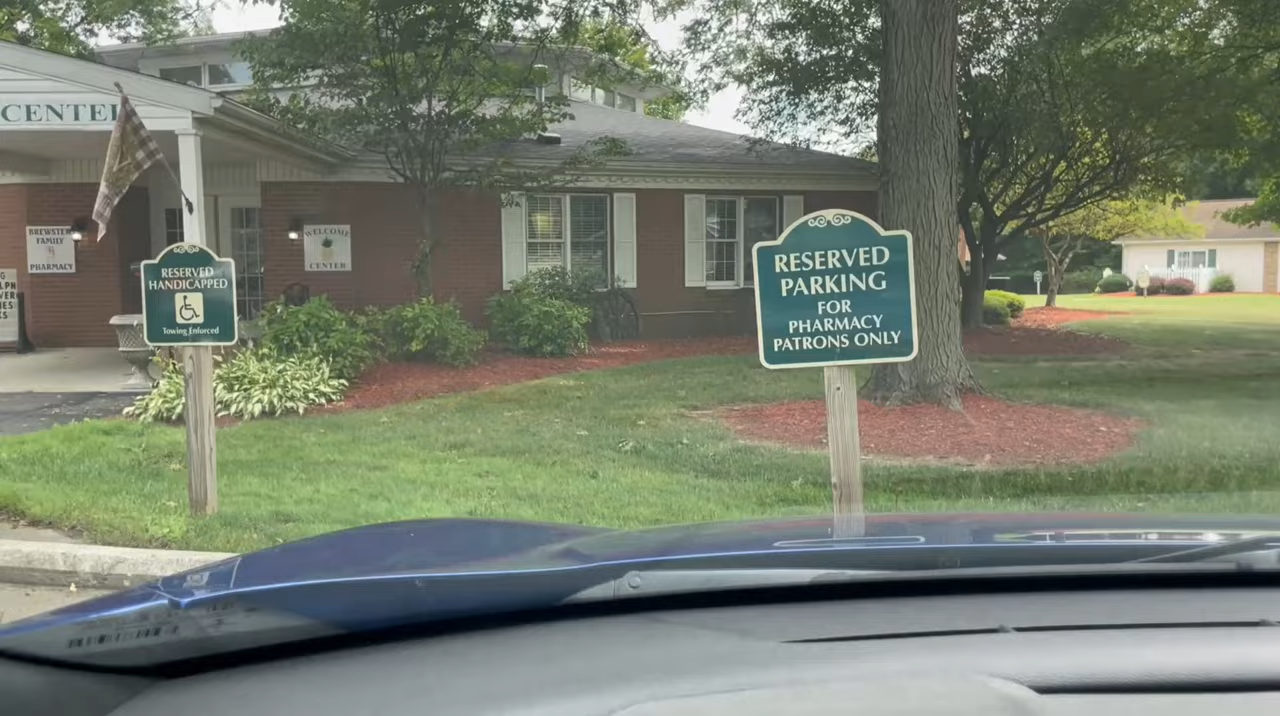 CENTER
BREWSTER
FAMILY
PHARMACY
WELCOME
CENTER
RESERVED
HANDICAPPED
Towing Enforced
RESERVED
PARKING
FOR
PHARMACY
PATRONS ONLY